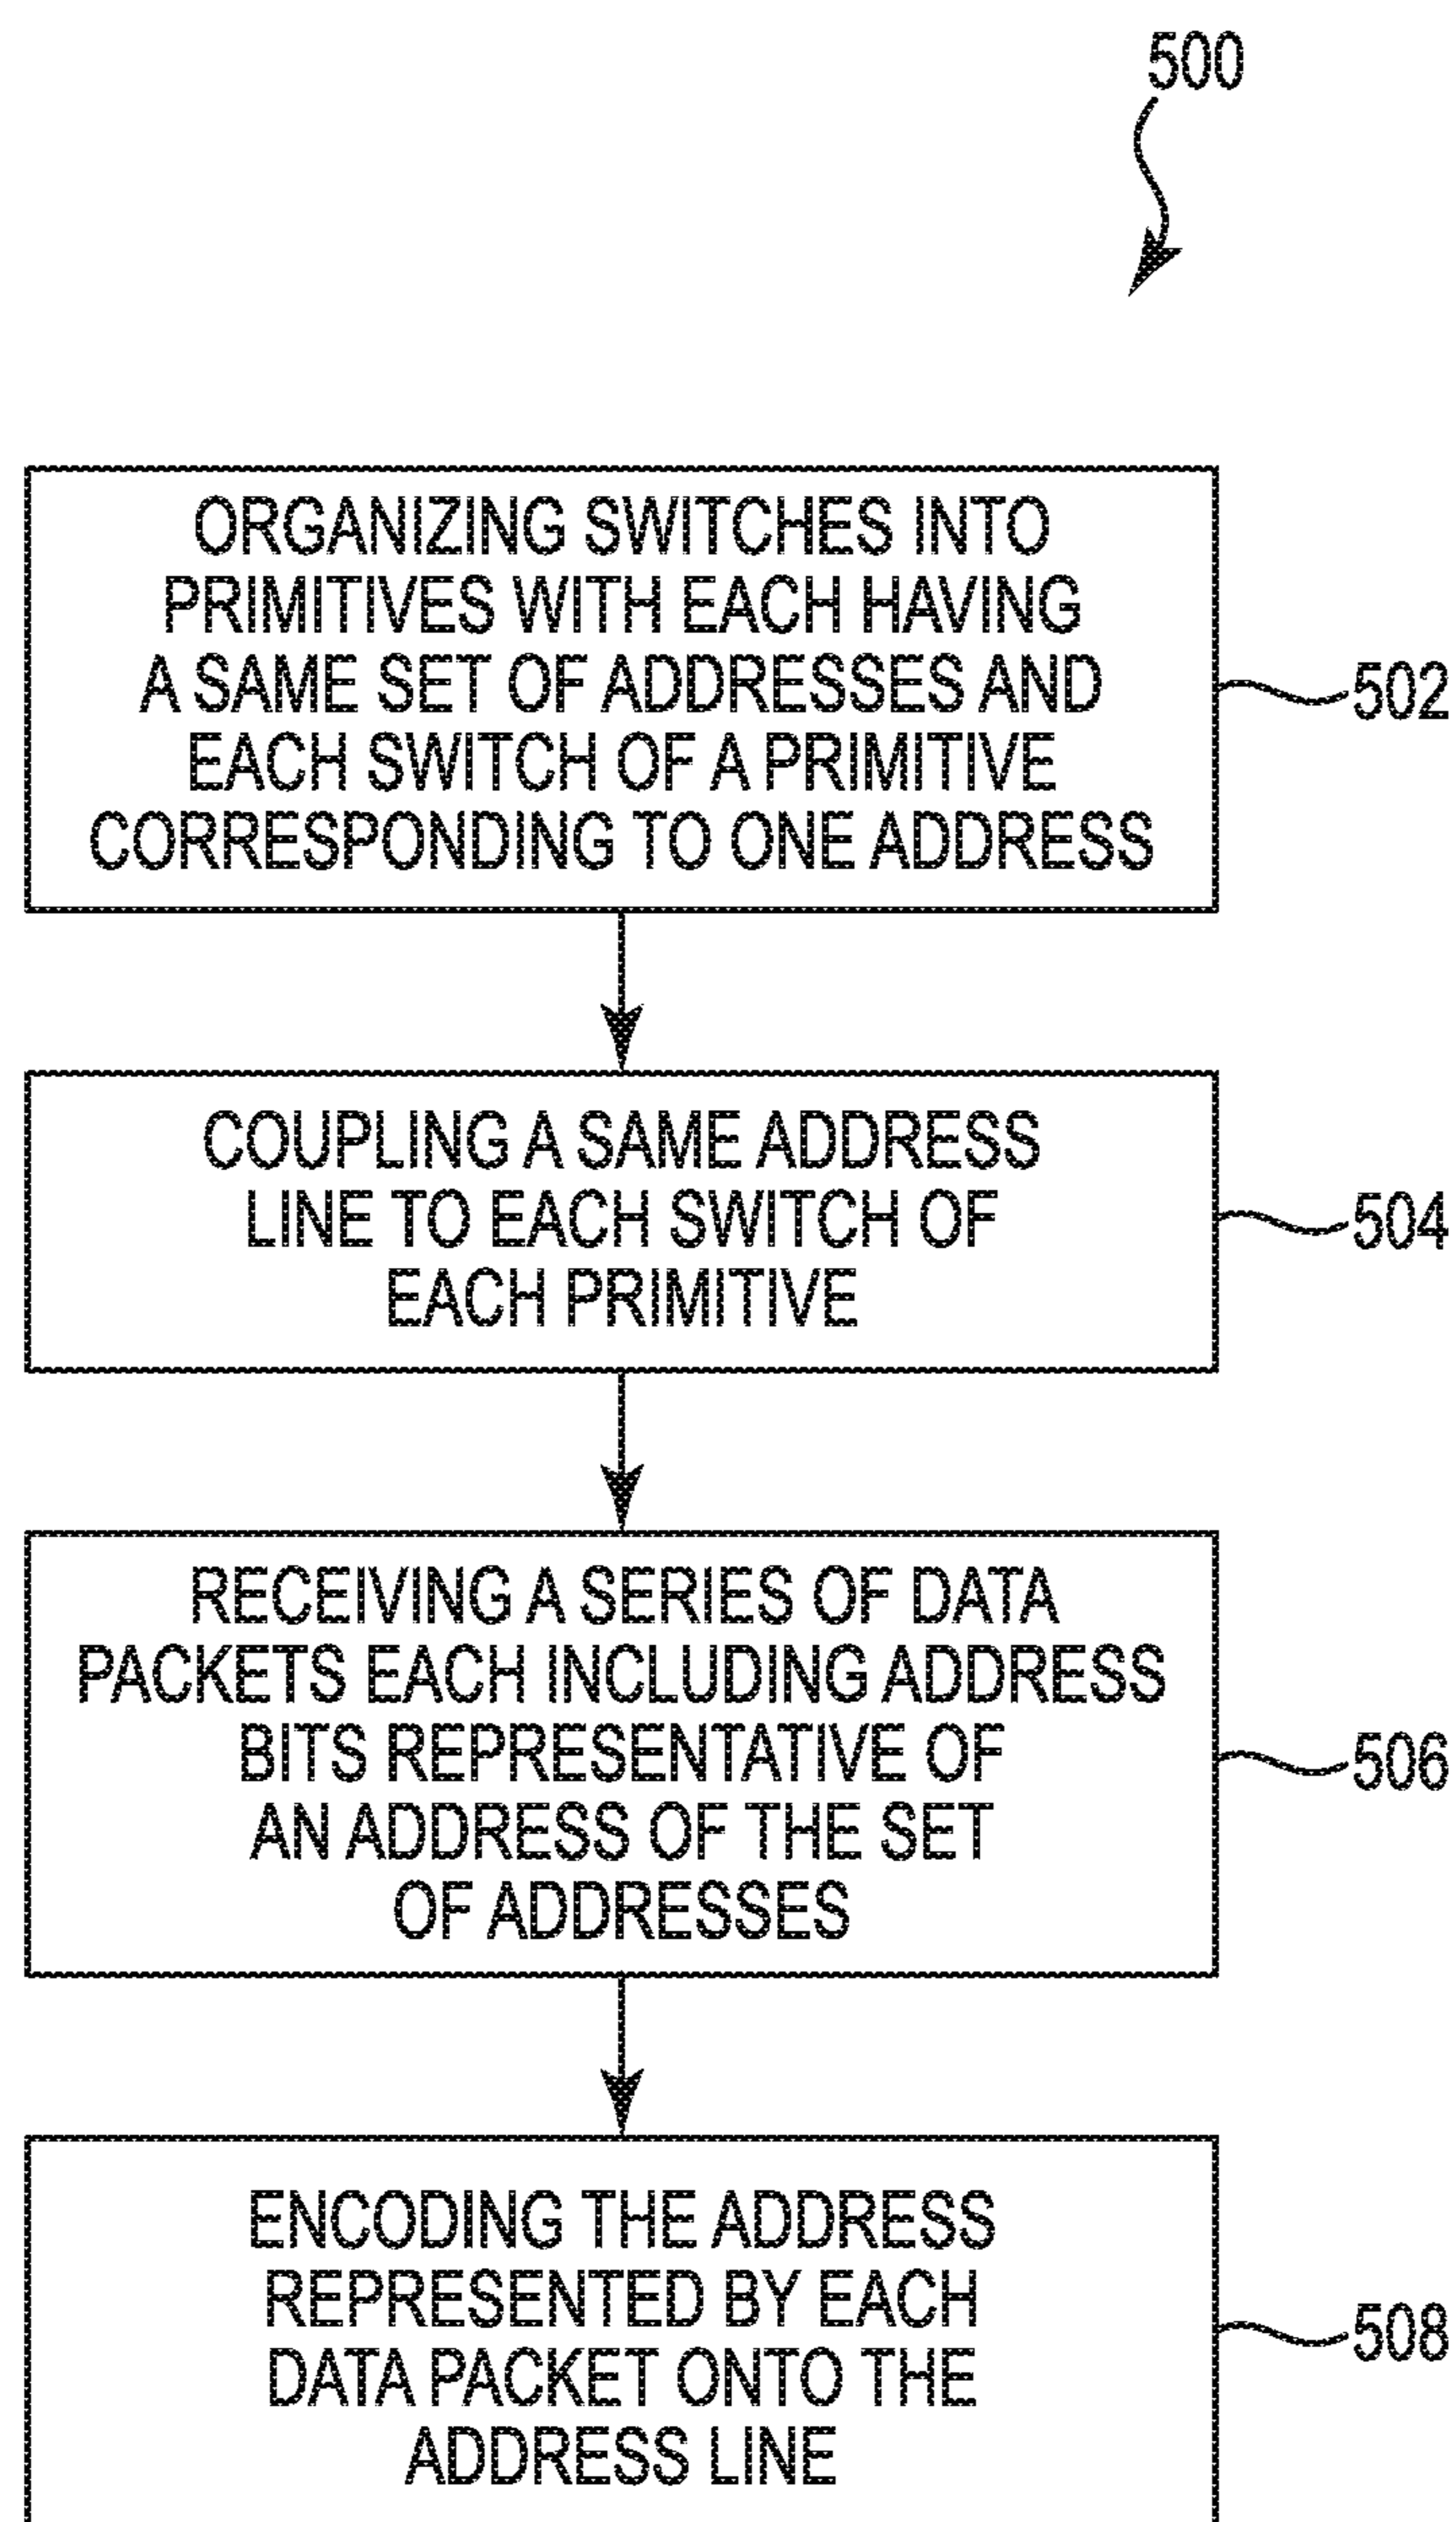 500
ORGANIZING SWITCHES INTO
PRIMITIVES WITH EACH HAVING
A SAME SET OF ADDRESSES AND
EACH SWITCH OF A PRIMITIVE
CORRESPONDING TO ONE ADDRESS
502
COUPLING A SAME ADDRESS
LINE TO EACH SWITCH OF
EACH PRIMITIVE
504
RECEIVING A SERIES OF DATA
PACKETS EACH INCLUDING ADDRESS
BITS REPRESENTATIVE OF
AN ADDRESS OF THE SET
OF ADDRESSES
506
ENCODING THE ADDRESS
REPRESENTED BY EACH
DATA PACKET ONTO THE
ADDRESS LINE
508